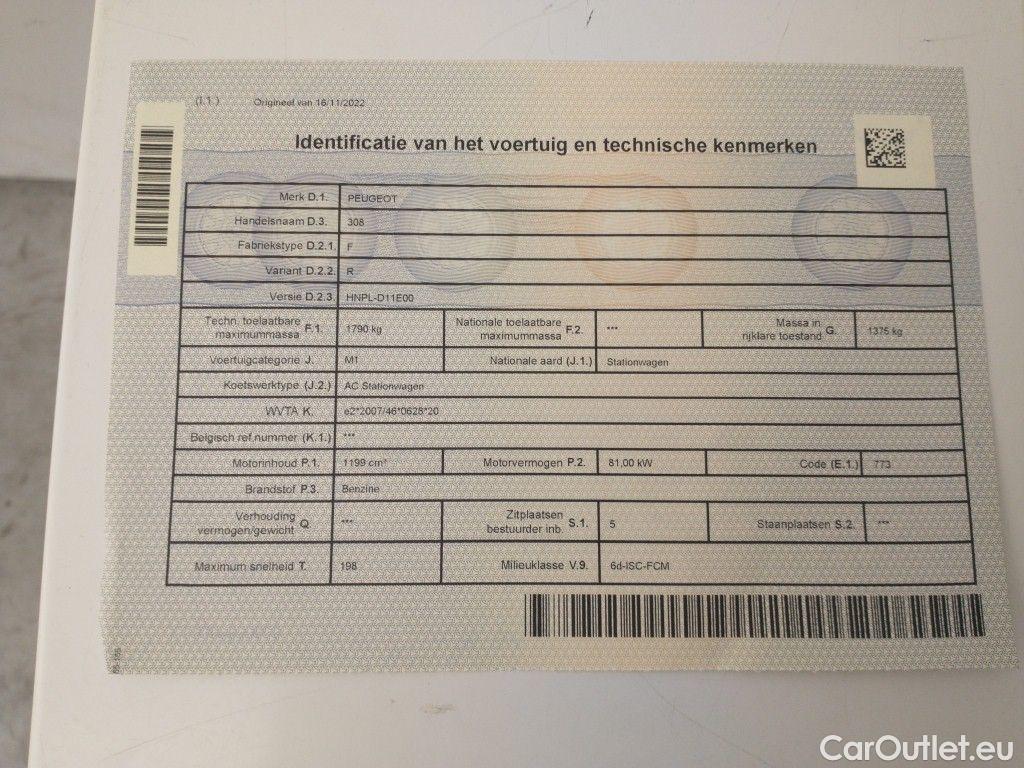 (I.1.) Origineel van 16/11/2022
Identificatie van het voertuig en technische kenmerken
Merk D.1. PEUGEOT
Handelsnaam D.3. 308
Fabriekstype D.2.1. F
Variant D.2.2. R
Versie D.2.3. HNPL-D11E00
Techn. toelaatbare maximummassa F.1. 1790 kg Nationale toelaatbare maximummassa F.2. *** Massa in rijklare toestand G. 1375 kg
Voertuigcategorie J. M1 Nationale aard (J.1.) Stationwagen
Koetswerktype (J.2.) AC Stationwagen
WVTA K. e2*2007/46*0628*20
Belgisch ref.nummer (K.1.) ***
Motorinhoud P.1. 1199 cm³ Motorvermogen P.2. 81,00 kW Code (E.1.) 773
Brandstof P.3. Benzine
Verhouding vermogen/gewicht Q. *** Zitplaatsen bestuurder inb. S.1. 5 Staanplaatsen S.2. ***
Maximum snelheid T. 198 Milieuklasse V.9. 6d-ISC-FCM
CarOutlet.eu